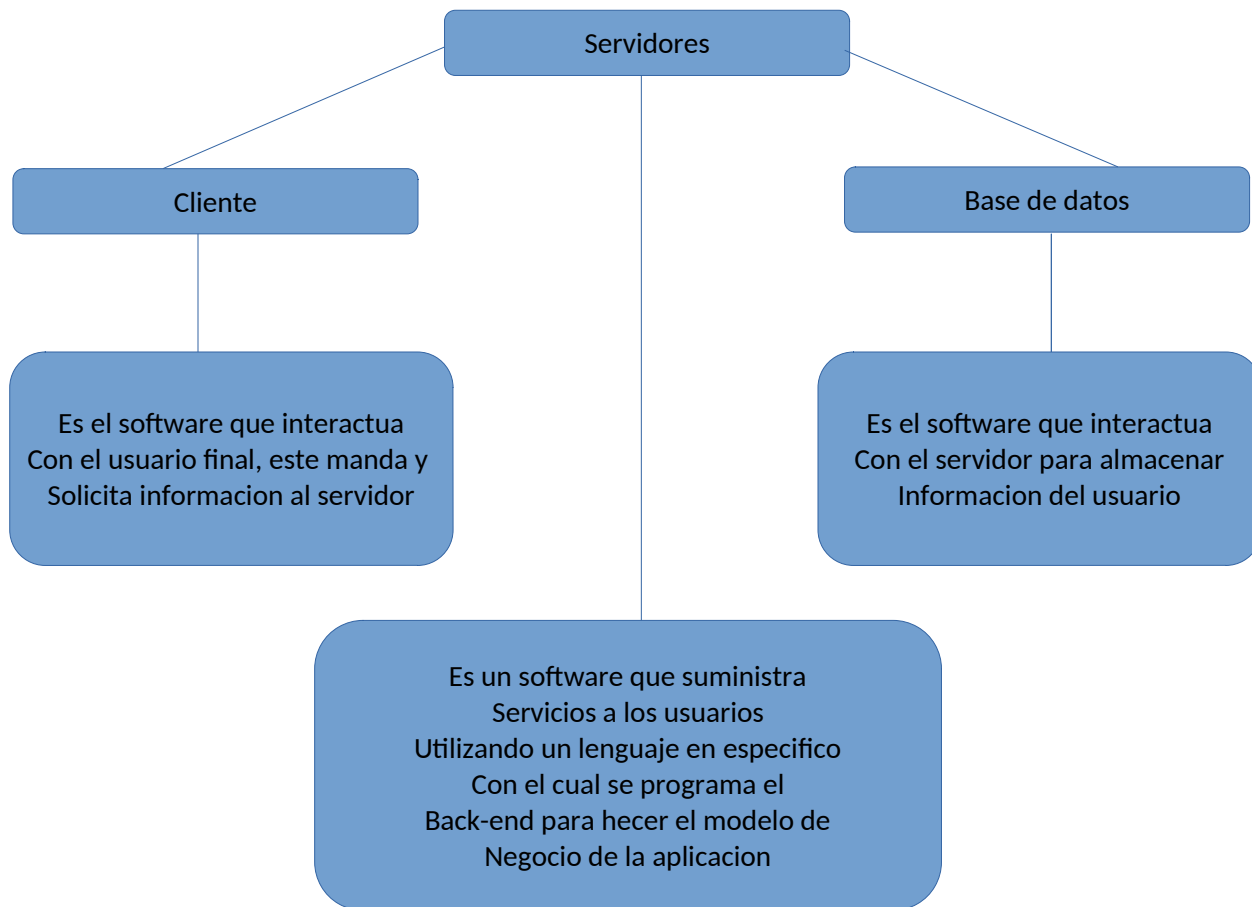 Servidores
Cliente
Base de datos
Es el software que interactua
Con el usuario final, este manda y
Solicita informacion al servidor
Es el software que interactua
Con el servidor para almacenar
Informacion del usuario
Es un software que suministra
Servicios a los usuarios
Utilizando un lenguaje en especifico
Con el cual se programa el
Back-end para hecer el modelo de
Negocio de la aplicacion